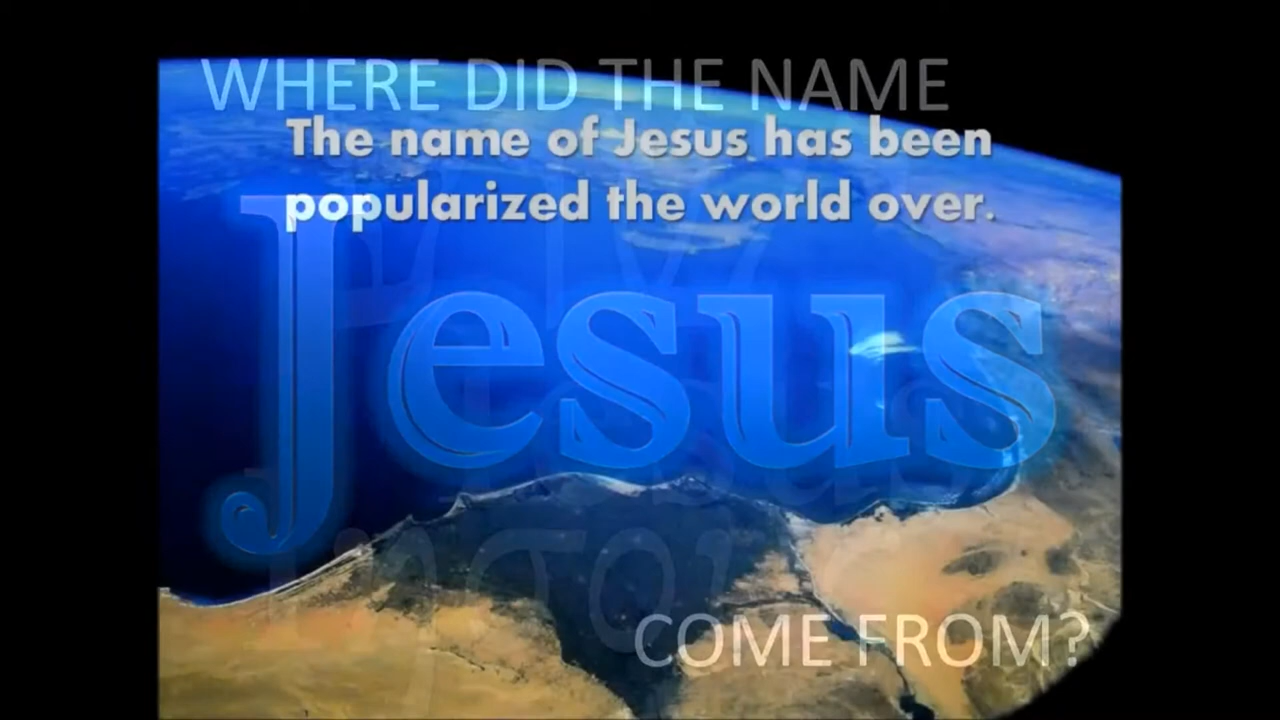 WHERE DID THE NAME
The name of Jesus has been
popularized the world over.
Jesus
COME FROM?